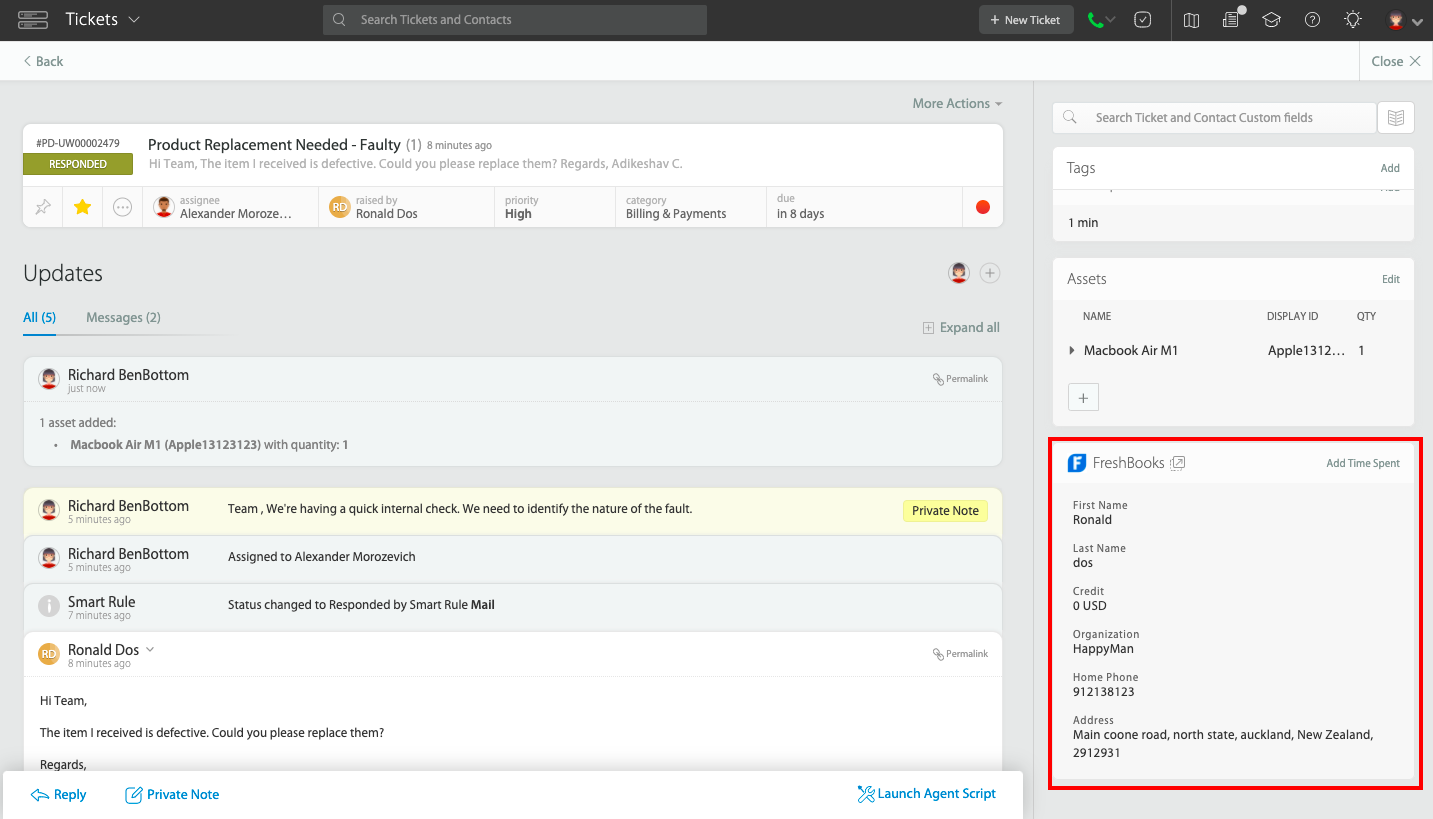 Tickets
Search Tickets and Contacts
+ New Ticket
Back
Close
More Actions
#PD-UW00002479
RESPONDED
Product Replacement Needed - Faulty (1) 8 minutes ago
Hi Team, The item I received is defective. Could you please replace them? Regards, Adikeshav C.
assignee
Alexander Moroze…
RD
raised by
Ronald Dos
priority
High
category
Billing & Payments
due
in 8 days
Updates
All (5)
Messages (2)
Expand all
Richard BenBottom
just now
Permalink
1 asset added:
• Macbook Air M1 (Apple13123123) with quantity: 1
Richard BenBottom
5 minutes ago
Team , We're having a quick internal check. We need to identify the nature of the fault.
Private Note
Richard BenBottom
5 minutes ago
Assigned to Alexander Morozevich
Smart Rule
7 minutes ago
Status changed to Responded by Smart Rule Mail
RD
Ronald Dos
8 minutes ago
Permalink
Hi Team,
The item I received is defective. Could you please replace them?
Regards,
Reply
Private Note
Launch Agent Script
Search Ticket and Contact Custom fields
Tags
Add
1 min
Assets
Edit
NAME
DISPLAY ID
QTY
Macbook Air M1
Apple1312…
1
+
FreshBooks
Add Time Spent
First Name
Ronald
Last Name
dos
Credit
0 USD
Organization
HappyMan
Home Phone
912138123
Address
Main coone road, north state, auckland, New Zealand,
2912931